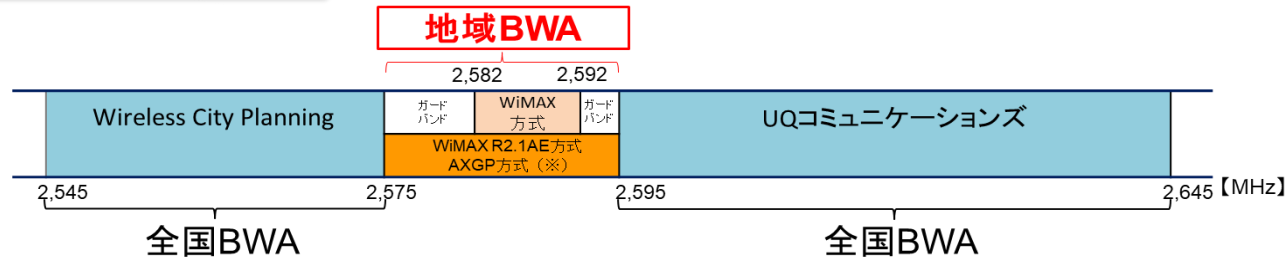 地域BWA
2,582
2,592
Wireless City Planning
ガード
バンド
WiMAX
方式
ガード
バンド
UQコミュニケーションズ
WiMAX R2.1AE方式
AXGP方式（※）
2,545
2,575
2,595
2,645【MHz】
全国BWA
全国BWA